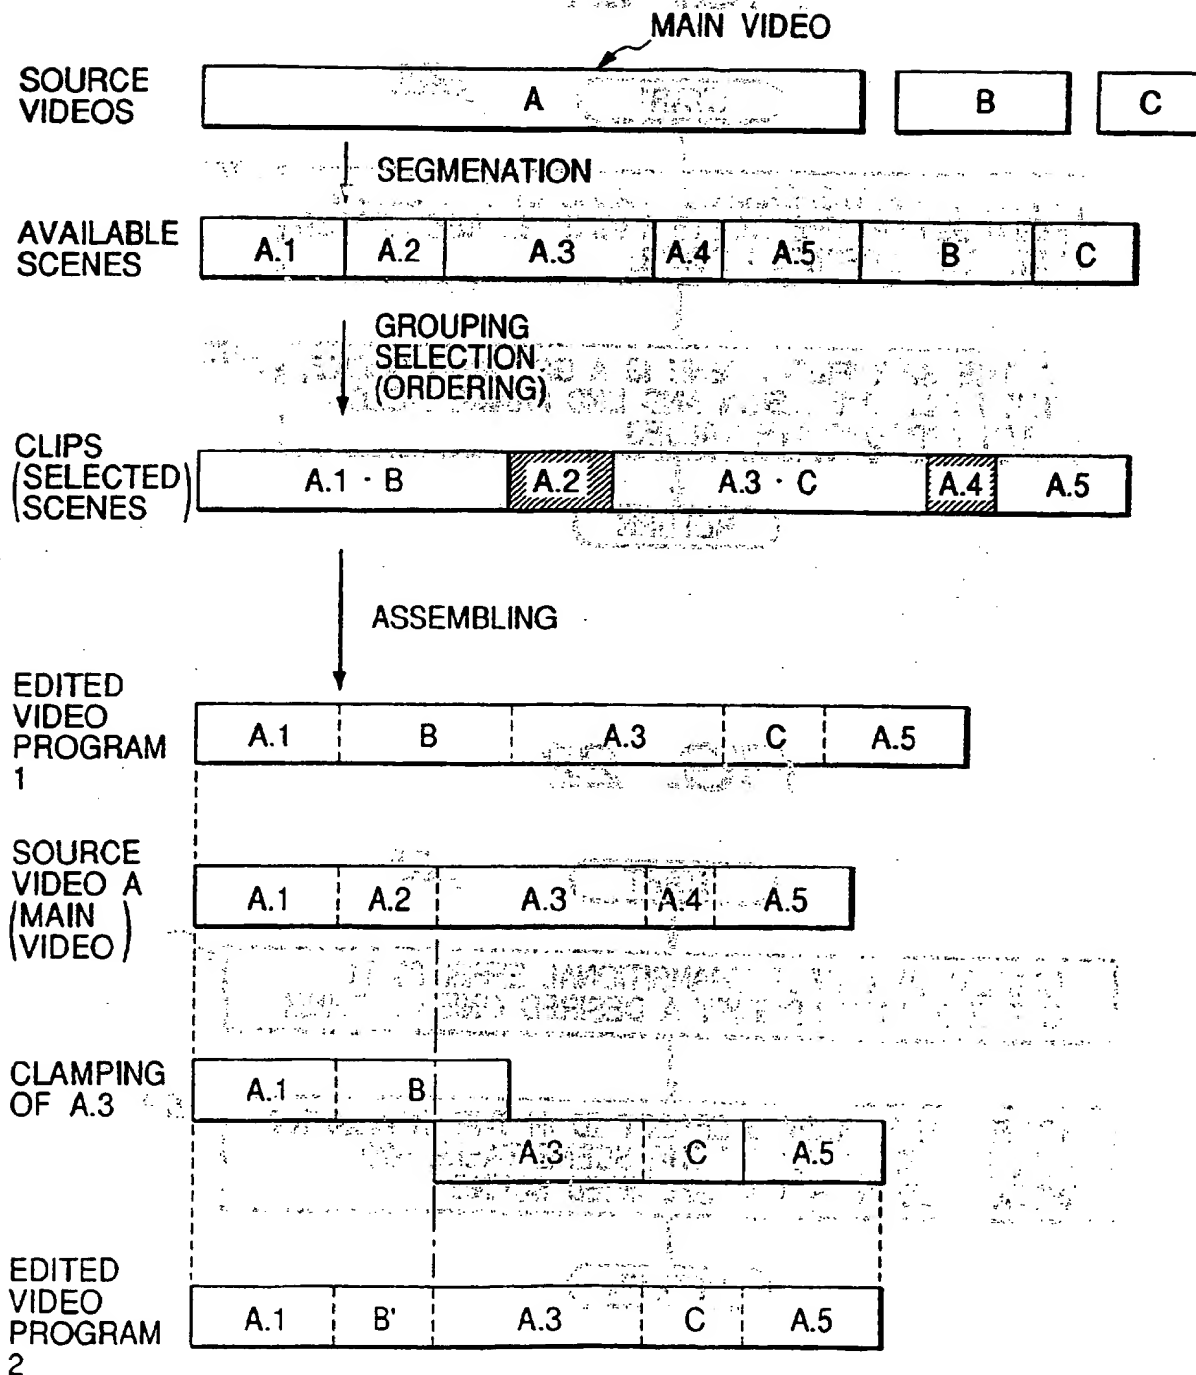 MAIN VIDEO
SOURCE
VIDEOS
A
B
C
SEGMENATION
AVAILABLE
SCENES
A.1
A.2
A.3
A.4
A.5
B
C
GROUPING
SELECTION
(ORDERING)
CLIPS
(SELECTED)
(SCENES)
A.1 · B
A.2
A.3 · C
A.4
A.5
ASSEMBLING
EDITED
VIDEO
PROGRAM
1
A.1
B
A.3
C
A.5
SOURCE
VIDEO A
(MAIN
VIDEO)
A.1
A.2
A.3
A.4
A.5
CLAMPING
OF A.3
A.1
B
A.3
C
A.5
EDITED
VIDEO
PROGRAM
2
A.1
B'
A.3
C
A.5